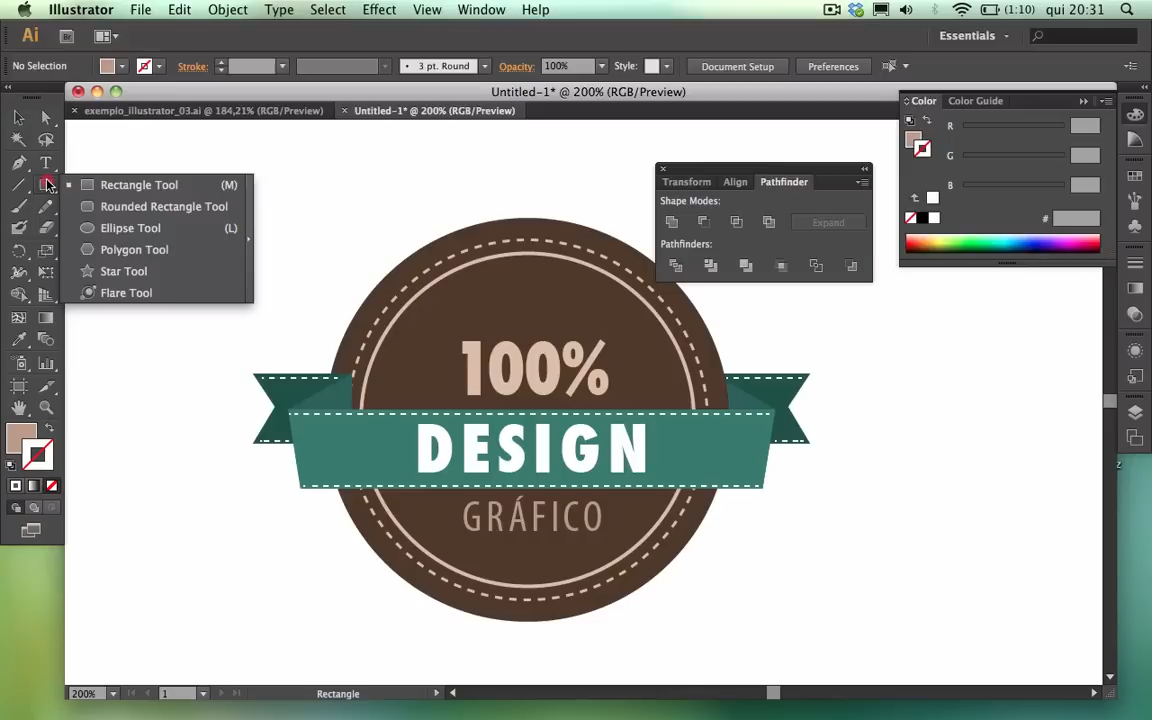 Illustrator File Edit Object Type Select Effect View Window Help (1:10) qui 20:31
Ai Br Essentials
No Selection Stroke: 3 pt. Round Opacity: 100% Style: Document Setup Preferences
Untitled-1* @ 200% (RGB/Preview)
exemplo_illustrator_03.ai @ 184,21% (RGB/Preview) Untitled-1* @ 200% (RGB/Preview)
Color Color Guide
R
G
B
#
Rectangle Tool (M)
Rounded Rectangle Tool
Ellipse Tool (L)
Polygon Tool
Star Tool
Flare Tool
Transform Align Pathfinder
Shape Modes:
Expand
Pathfinders:
100%
DESIGN
GRÁFICO
200% 1 Rectangle